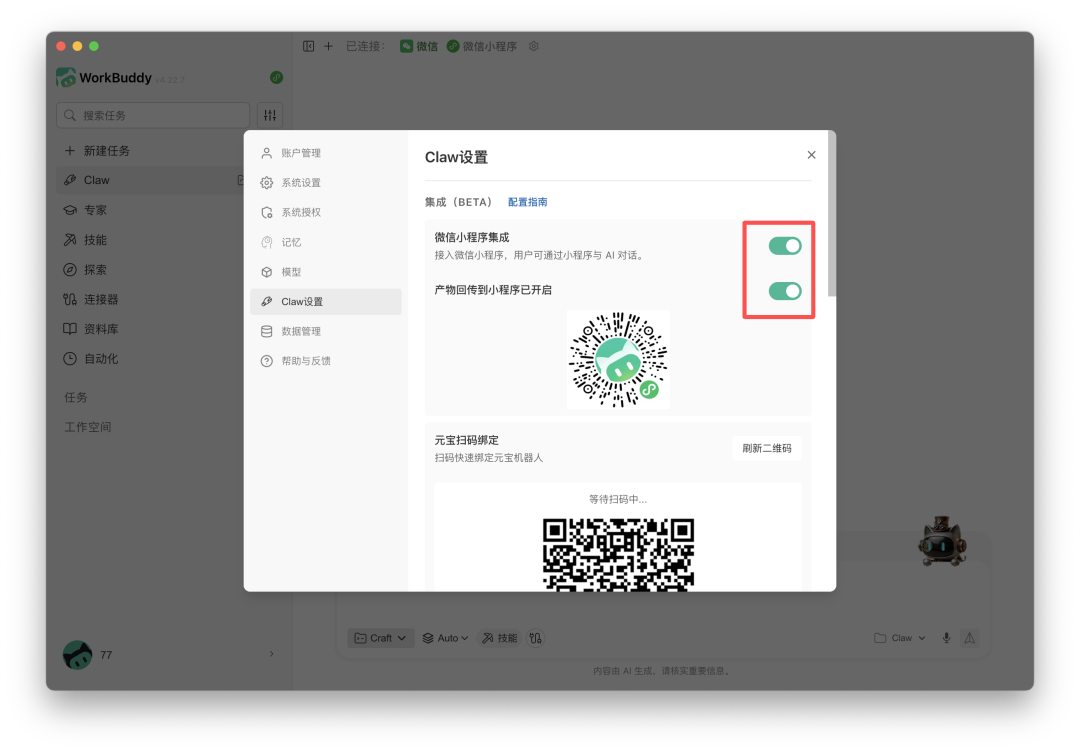 已连接： 微信 微信小程序
WorkBuddy v4.22.7
搜索任务
新建任务
Claw
专家
技能
探索
连接器
资料库
自动化
任务
工作空间
77
账户管理
系统设置
系统授权
记忆
模型
Claw设置
数据管理
帮助与反馈
Claw设置
集成（BETA） 配置指南
微信小程序集成
接入微信小程序，用户可通过小程序与 AI 对话。
产物回传到小程序已开启
元宝扫码绑定
扫码快速绑定元宝机器人
刷新二维码
等待扫码中...
Craft Auto 技能 Claw
内容由 AI 生成，请核实重要信息。